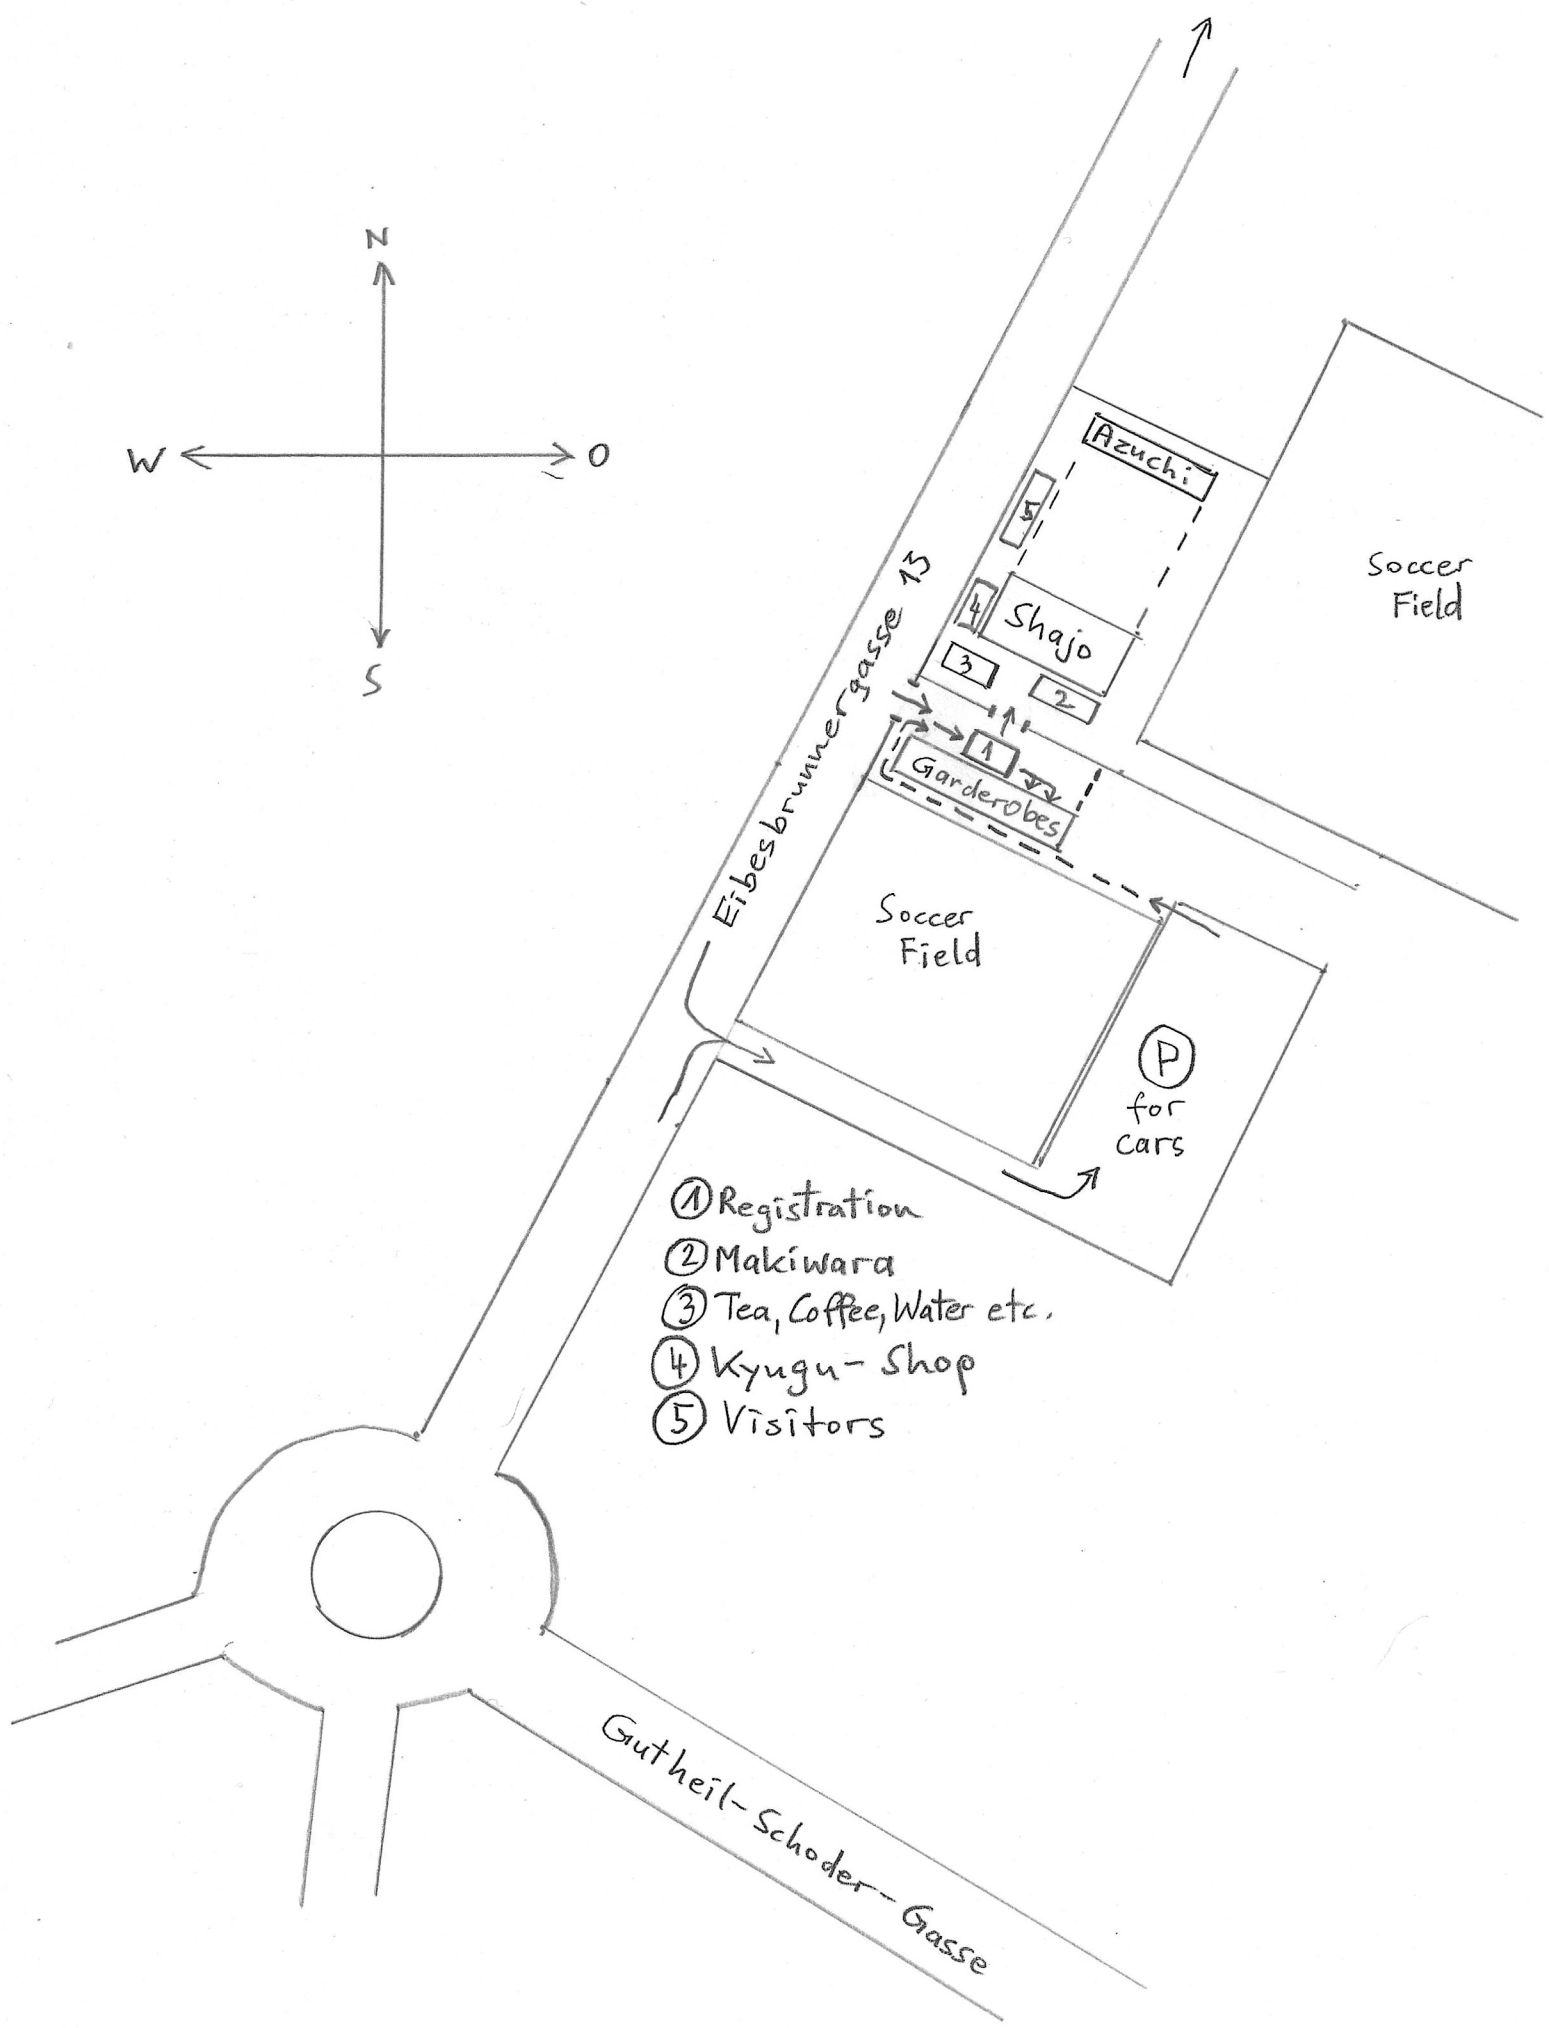 N
W
O
S
Azuchi
5
Soccer
Field
4
Shajo
3
2
1
Garderobes
Eibesbrunnergasse 13
Soccer
Field
P
for
cars
1 Registration
2 Makiwara
3 Tea, Coffee, Water etc.
4 Kyugu-Shop
5 Visitors
Gutheil-Schoder-Gasse